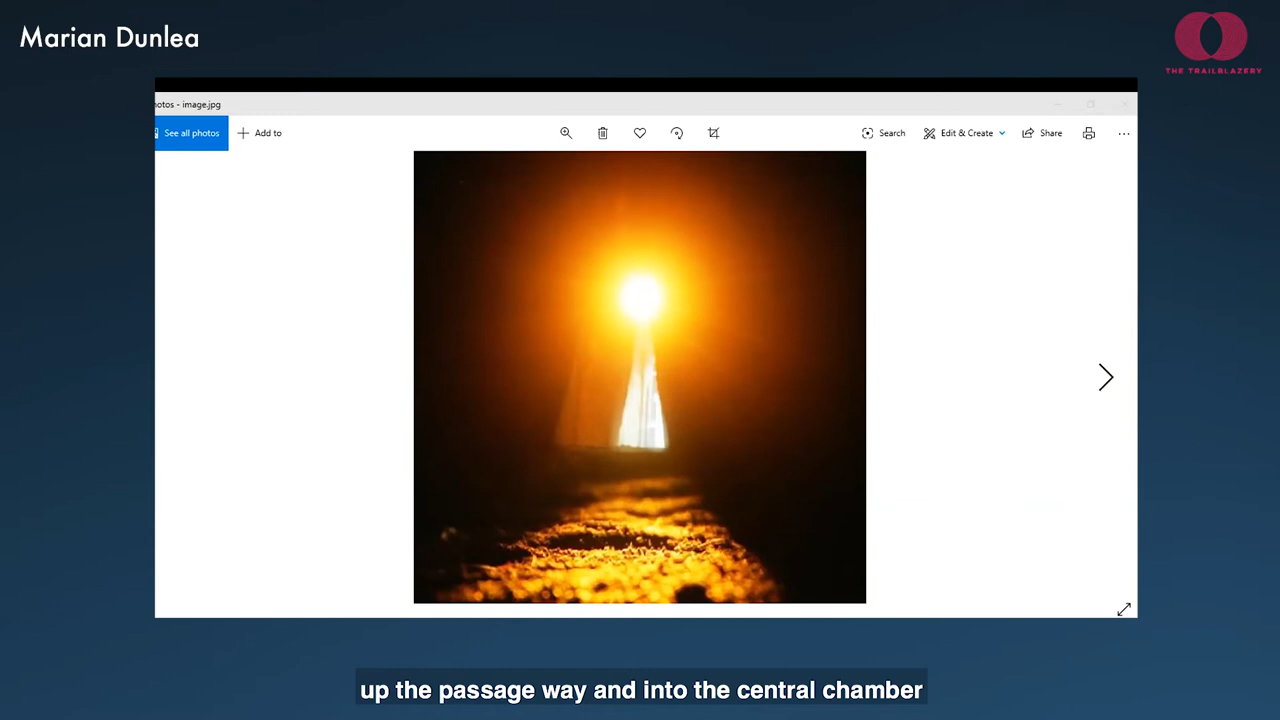 Marian Dunlea
THE TRAILBLAZERY
hotos - image.jpg
See all photos
Add to
Search
Edit & Create
Share
up the passage way and into the central chamber